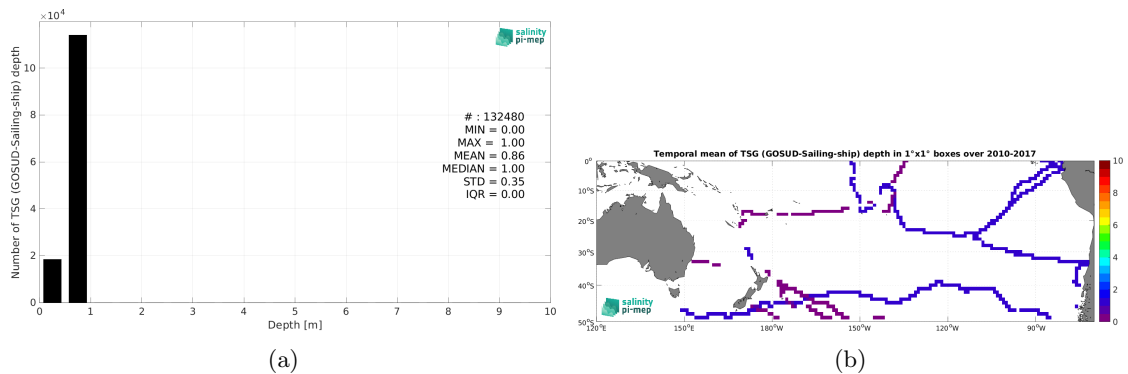 ×10⁴
10
8
6
4
2
0
Number of TSG (GOSUD-Sailing-ship) depth
0 1 2 3 4 5 6 7 8 9 10
Depth [m]
salinity
pi-mep
# : 132480
MIN = 0.00
MAX = 1.00
MEAN = 0.86
MEDIAN = 1.00
STD = 0.35
IQR = 0.00
(a)
Temporal mean of TSG (GOSUD-Sailing-ship) depth in 1°x1° boxes over 2010-2017
0°
10°S
20°S
30°S
40°S
50°S
120°E 150°E 180°W 150°W 120°W 90°W
salinity
pi-mep
10
8
6
4
2
0
(b)